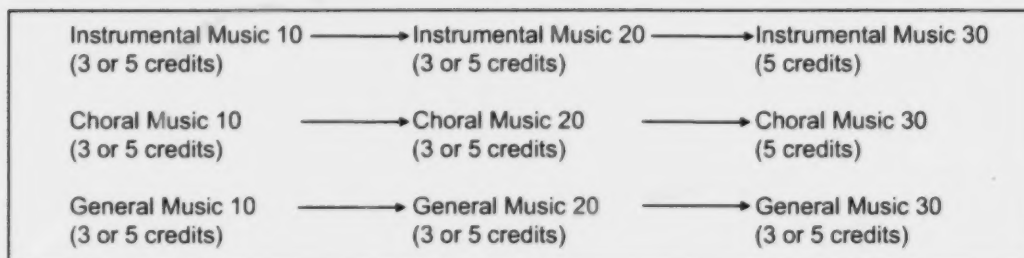 Instrumental Music 10 → Instrumental Music 20 → Instrumental Music 30
(3 or 5 credits) (3 or 5 credits) (5 credits)
Choral Music 10 → Choral Music 20 → Choral Music 30
(3 or 5 credits) (3 or 5 credits) (5 credits)
General Music 10 → General Music 20 → General Music 30
(3 or 5 credits) (3 or 5 credits) (3 or 5 credits)